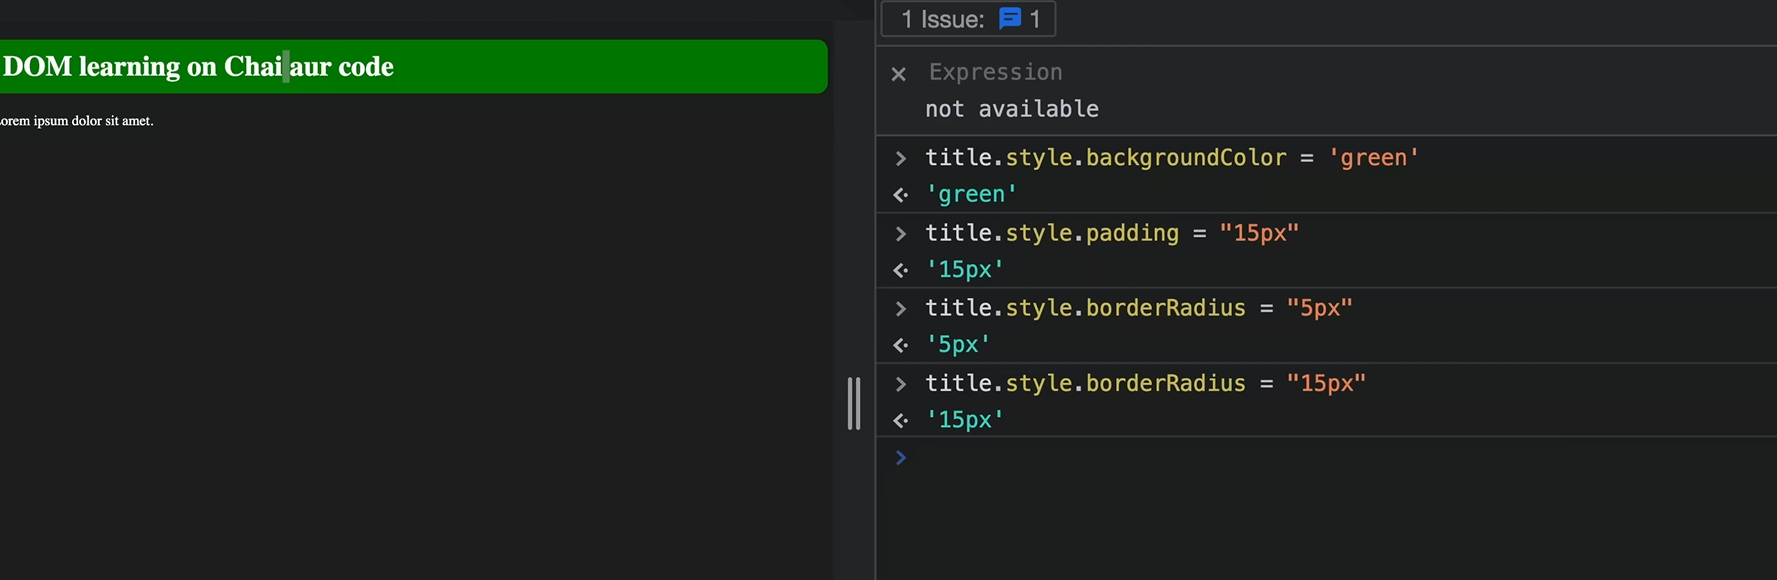 DOM learning on Chai aur code
orem ipsum dolor sit amet.
1 Issue: 1
Expression
not available
title.style.backgroundColor = 'green'
'green'
title.style.padding = "15px"
'15px'
title.style.borderRadius = "5px"
'5px'
title.style.borderRadius = "15px"
'15px'